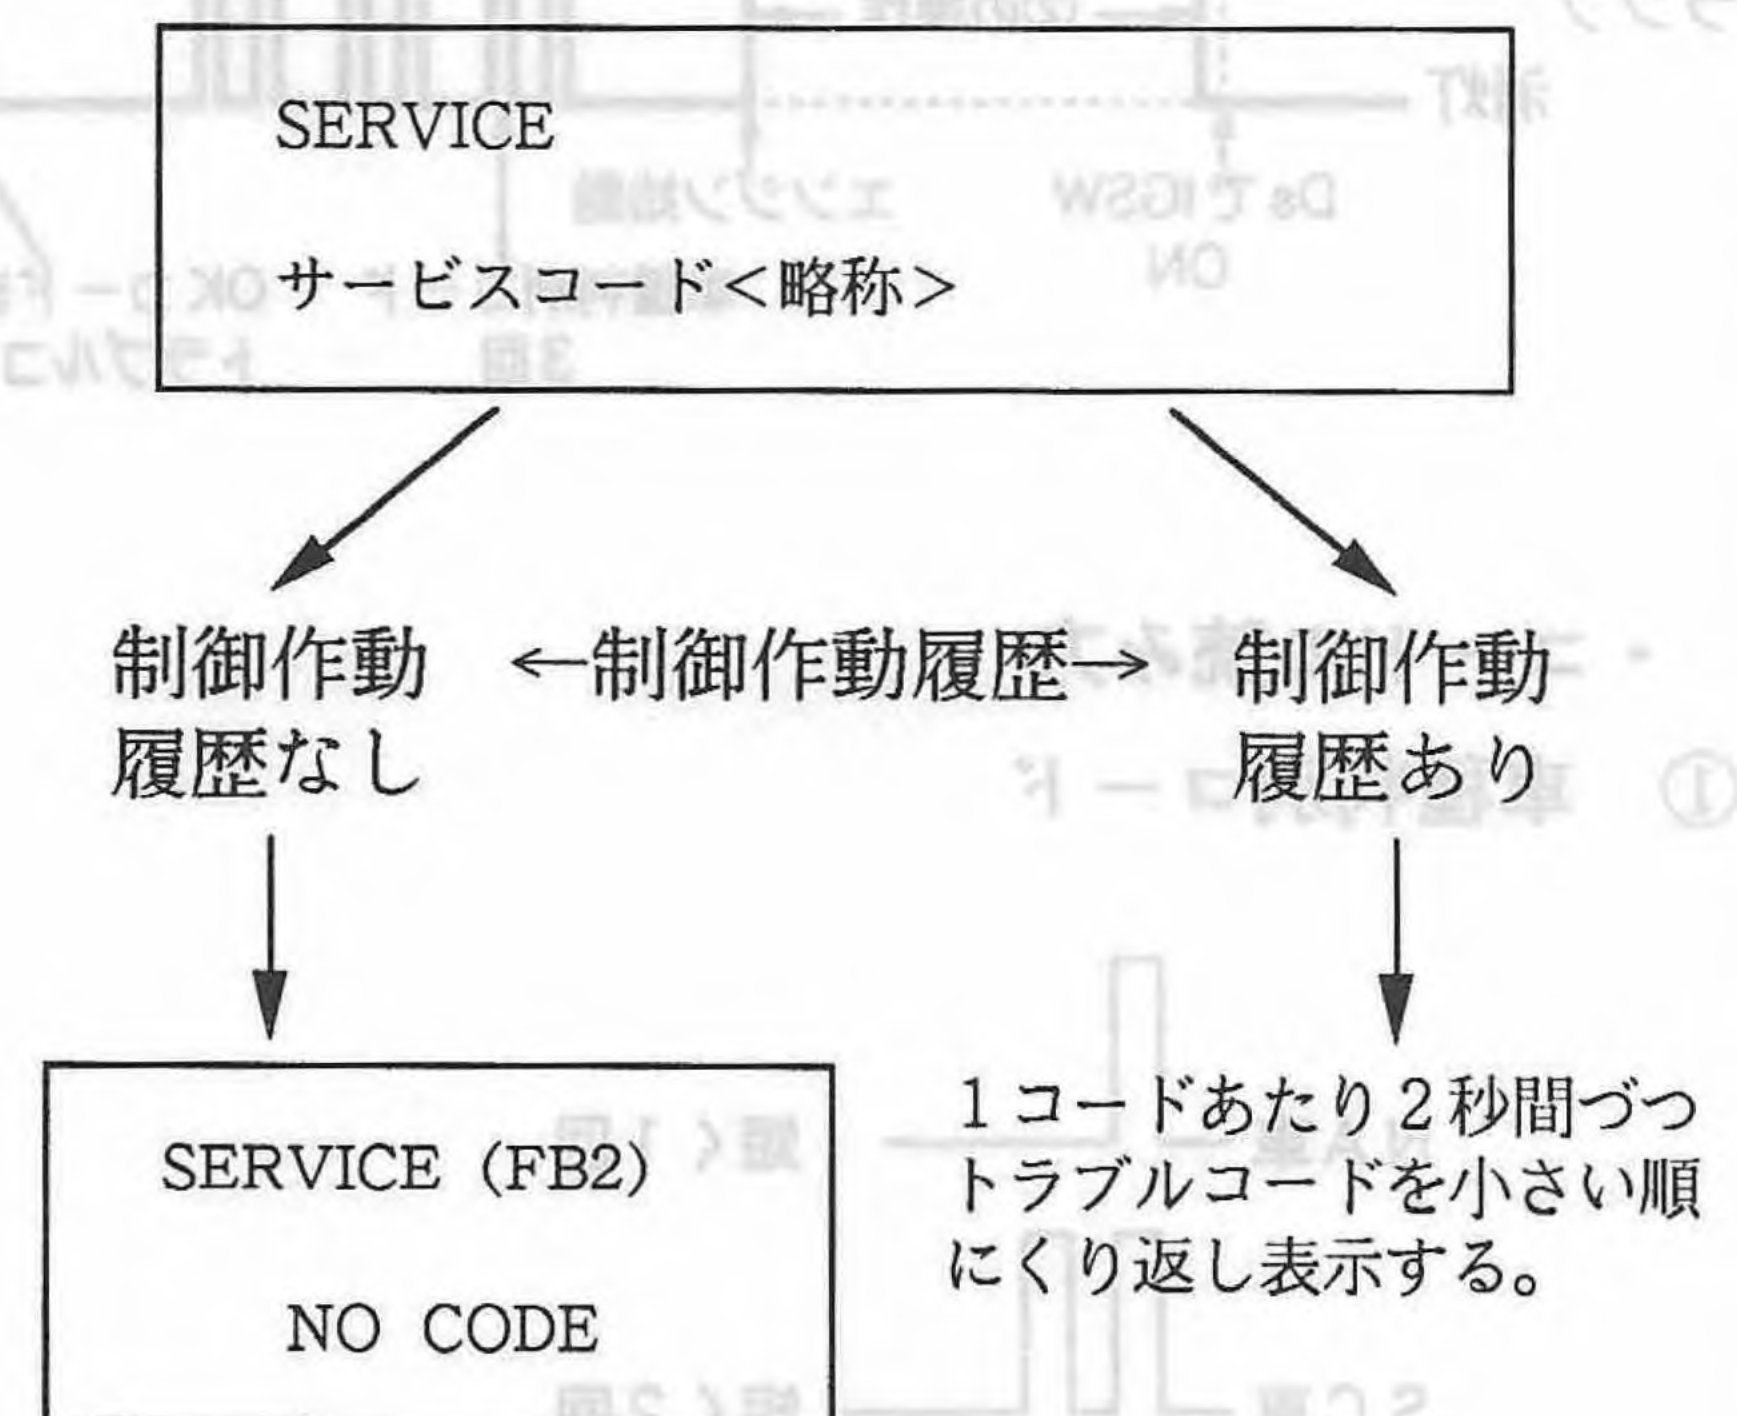 SERVICE
サービスコード<略称>
制御作動
履歴なし
←制御作動履歴→
制御作動
履歴あり
SERVICE (FB2)
NO CODE
1コードあたり2秒間づつ
トラブルコードを小さい順
にくり返し表示する。